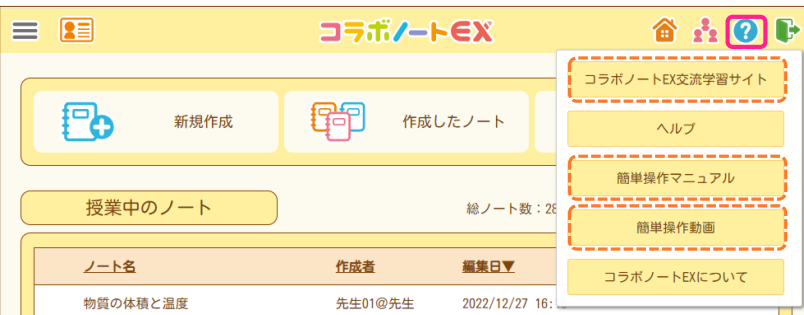 コラボノートEX
?
コラボノートEX交流学習サイト
新規作成
作成したノート
ヘルプ
簡単操作マニュアル
授業中のノート
総ノート数：28
簡単操作動画
ノート名
作成者
編集日▼
コラボノートEXについて
物質の体積と温度
先生01@先生
2022/12/27 16: